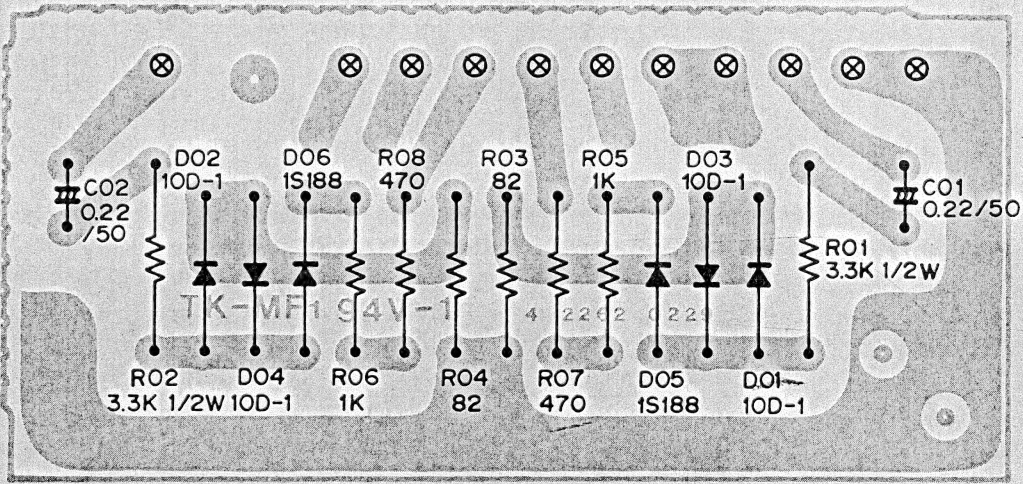 D02 D06 R08 R03 R05 D03
10D-1 1S188 470 82 1K 10D-1
C02
0.22
/50
C01
0.22/50
R01
3.3K 1/2W
TK-MF1 94V-1
4 2262 0229
R02 D04 R06 R04 R07 D05 D01
3.3K 1/2W 10D-1 1K 82 470 1S188 10D-1